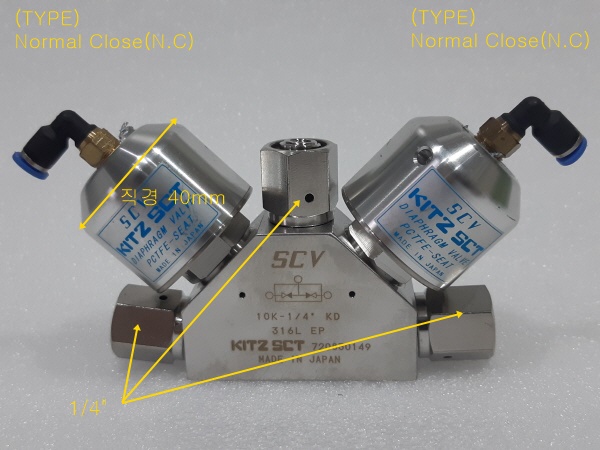 (TYPE)
Normal Close(N.C)
(TYPE)
Normal Close(N.C)
직경 40mm
SCV
KITZ SCT
DIAPHRAGM VALVE
PCTFE-SEAT
MADE IN JAPAN
SCV
KITZ SCT
DIAPHRAGM VALVE
PCTFE-SEAT
MADE IN JAPAN
SCV
10K-1/4" KD
316L EP
KITZ SCT
MADE IN JAPAN
1/4"